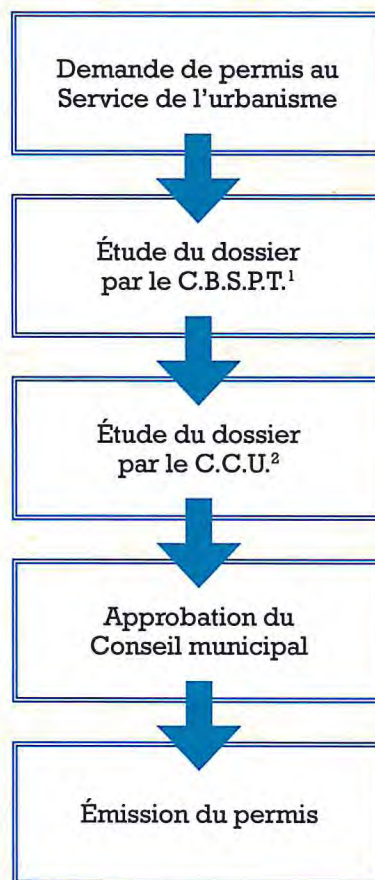 Demande de permis au
Service de l'urbanisme
Étude du dossier
par le C.B.S.P.T.¹
Étude du dossier
par le C.C.U.²
Approbation du
Conseil municipal
Émission du permis